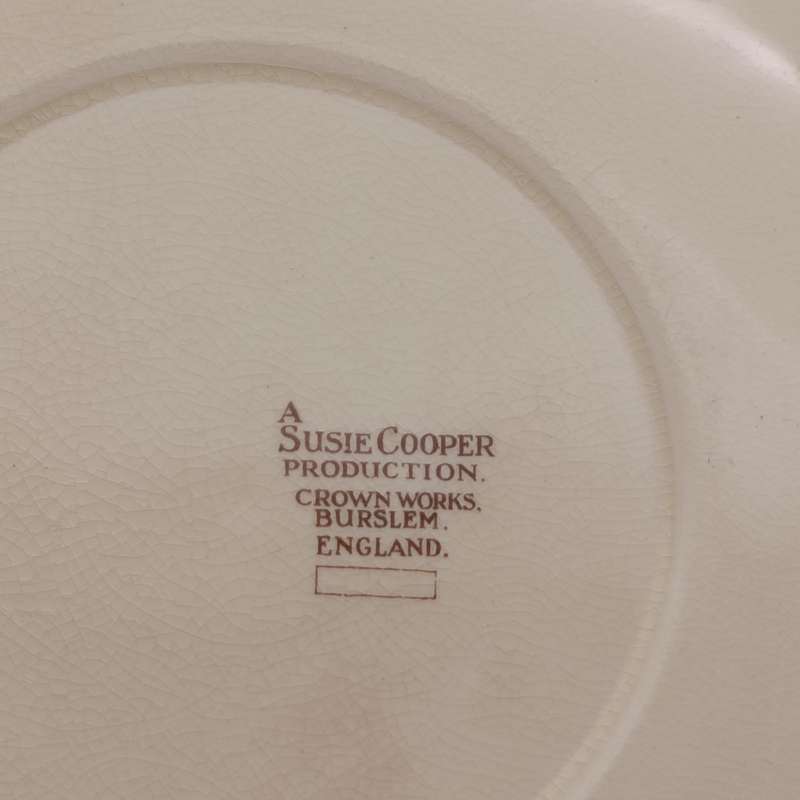 A
SUSIE COOPER
PRODUCTION.
CROWN WORKS,
BURSLEM,
ENGLAND.